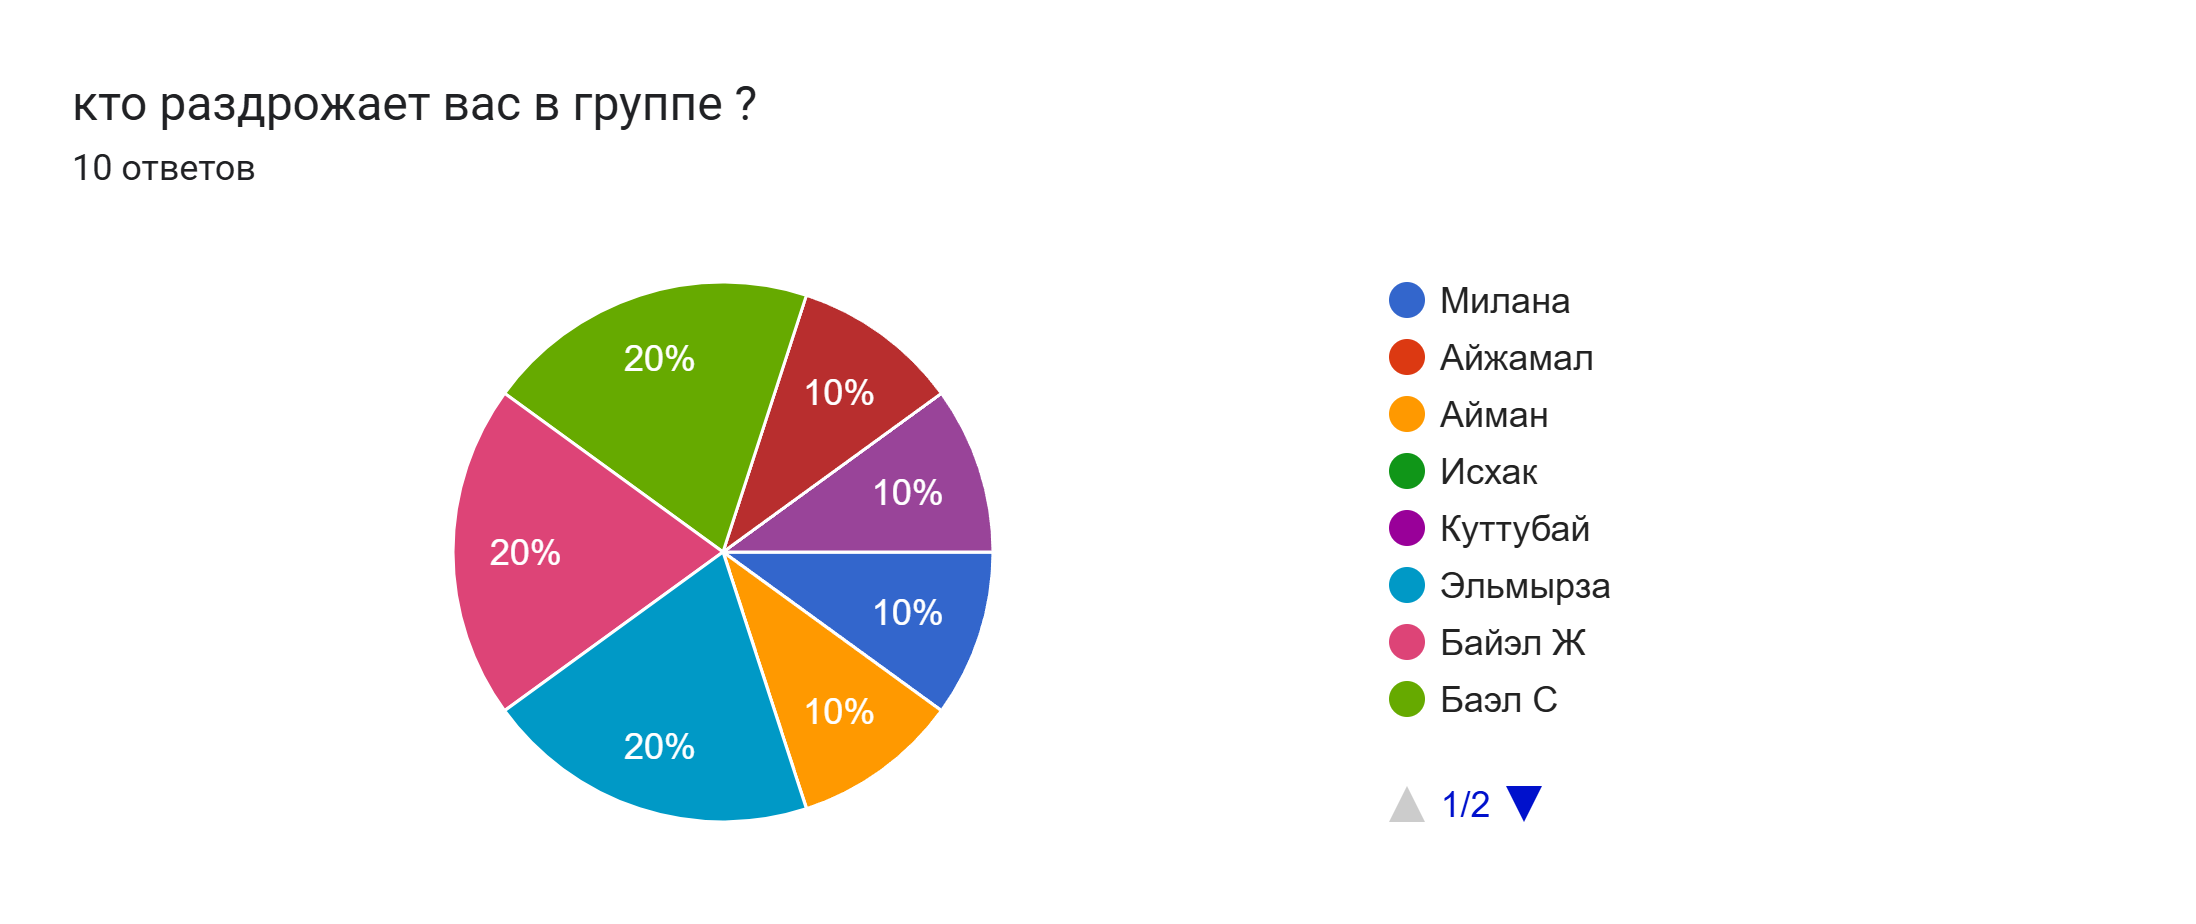 кто раздрожает вас в группе ?
10 ответов
20%
10%
10%
20%
10%
20%
10%
Милана
Айжамал
Айман
Исхак
Куттубай
Эльмырза
Байэл Ж
Баэл С
1/2